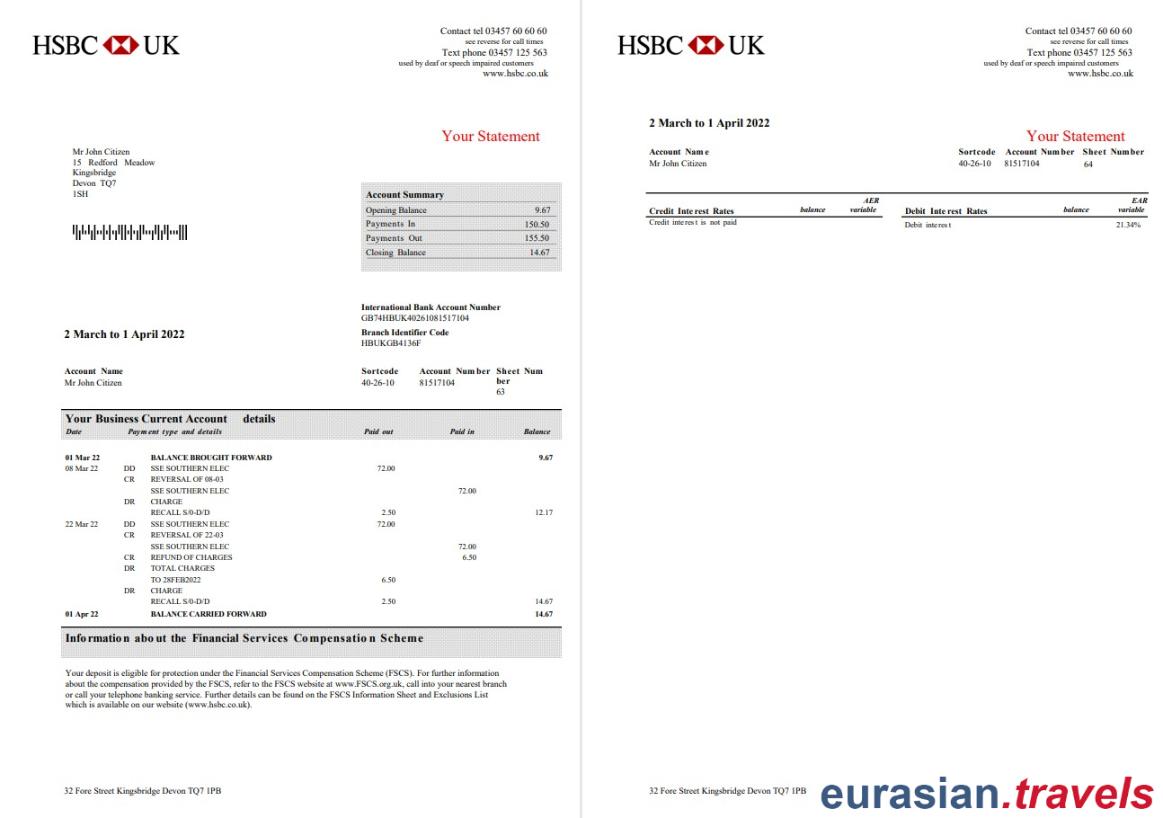 HSBC UK
Contact tel 03457 60 60 60
see reverse for call times
Text phone 03457 125 563
used by deaf or speech impaired customers
www.hsbc.co.uk
Your Statement
Mr John Citizen
15 Redford Meadow
Kingsbridge
Devon TQ7
1SH
Account Summary
Opening Balance 9.67
Payments In 150.50
Payments Out 155.50
Closing Balance 14.67
International Bank Account Number
GB74HBUK40261081517104
2 March to 1 April 2022
Branch Identifier Code
HBUKGB4136F
Account Name Sortcode Account Number Sheet Num
ber
Mr John Citizen 40-26-10 81517104
63
Your Business Current Account details
Date Payment type and details Paid out Paid in Balance
01 Mar 22 BALANCE BROUGHT FORWARD 9.67
08 Mar 22 DD SSE SOUTHERN ELEC 72.00
CR REVERSAL OF 08-03
SSE SOUTHERN ELEC 72.00
DR CHARGE
RECALL S/0-D/D 2.50 12.17
22 Mar 22 DD SSE SOUTHERN ELEC 72.00
CR REVERSAL OF 22-03
SSE SOUTHERN ELEC 72.00
CR REFUND OF CHARGES 6.50
DR TOTAL CHARGES
TO 28FEB2022 6.50
DR CHARGE
RECALL S/0-D/D 2.50 14.67
01 Apr 22 BALANCE CARRIED FORWARD 14.67
Information about the Financial Services Compensation Scheme
Your deposit is eligible for protection under the Financial Services Compensation Scheme (FSCS). For further information
about the compensation provided by the FSCS, refer to the FSCS website at www.FSCS.org.uk, call into your nearest branch
or call your telephone banking service. Further details can be found on the FSCS Information Sheet and Exclusions List
which is available on our website (www.hsbc.co.uk).
32 Fore Street Kingsbridge Devon TQ7 1PB
HSBC UK
Contact tel 03457 60 60 60
see reverse for call times
Text phone 03457 125 563
used by deaf or speech impaired customers
www.hsbc.co.uk
2 March to 1 April 2022
Your Statement
Account Name Sortcode Account Number Sheet Number
Mr John Citizen 40-26-10 81517104 64
Credit Interest Rates balance AER variable
Credit interest is not paid
Debit Interest Rates balance EAR variable
Debit interest 21.34%
32 Fore Street Kingsbridge Devon TQ7 1PB
eurasian.travels